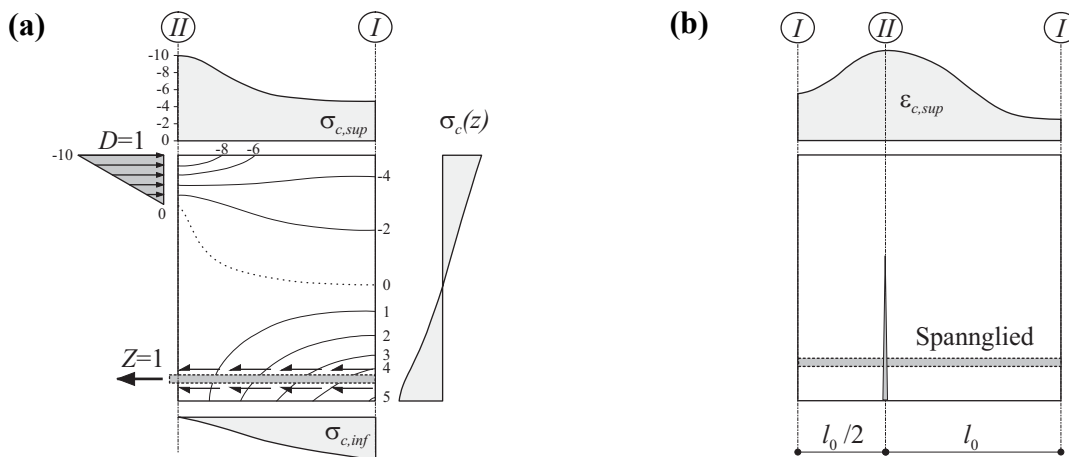 (a)
II
I
-10
-8
-6
-4
-2
0
σc,sup
σc(z)
D=1
-10
0
-8
-6
-4
-2
0
1
2
3
4
5
Z=1
σc,inf
(b)
I
II
I
εc,sup
Spannglied
l0/2
l0